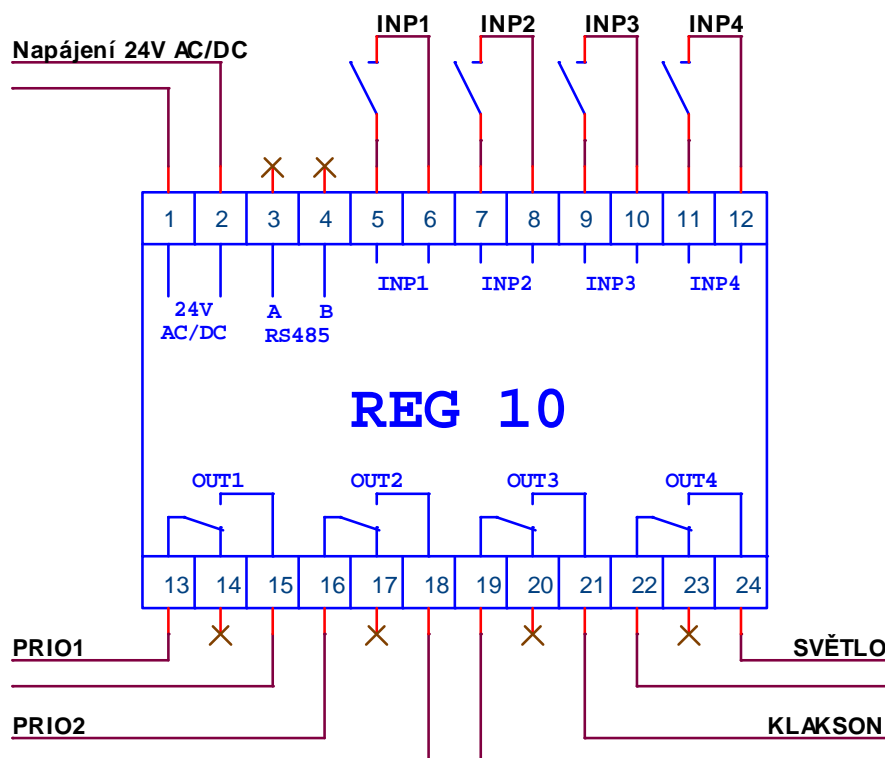 INP1 INP2 INP3 INP4
Napájení 24V AC/DC
1 2 3 4 5 6 7 8 9 10 11 12
INP1 INP2 INP3 INP4
24V A B
AC/DC RS485
REG 10
OUT1 OUT2 OUT3 OUT4
13 14 15 16 17 18 19 20 21 22 23 24
PRIO1 SVĚTLO
PRIO2 KLAKSON